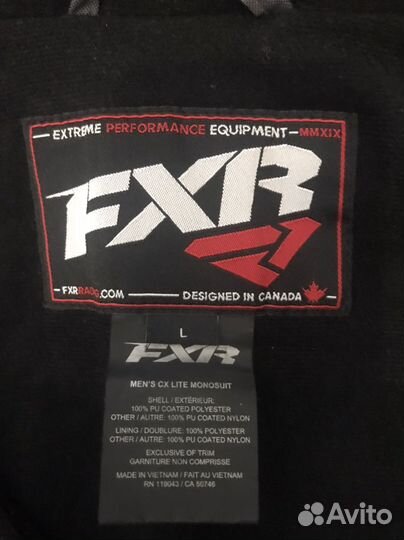 EXTREME PERFORMANCE EQUIPMENT MMXIX
FXR
FXRRACING.COM
DESIGNED IN CANADA
L
FXR
MEN'S CX LITE MONOSUIT
SHELL / EXTÉRIEUR:
100% PU COATED POLYESTER
OTHER / AUTRE: 100% PU COATED NYLON
LINING / DOUBLURE: 100% POLYESTER
OTHER / AUTRE: 100% PU COATED NYLON
EXCLUSIVE OF TRIM
GARNITURE NON COMPRISE
MADE IN VIETNAM / FAIT AU VIETNAM
RN 119043 / CA 50746
Avito